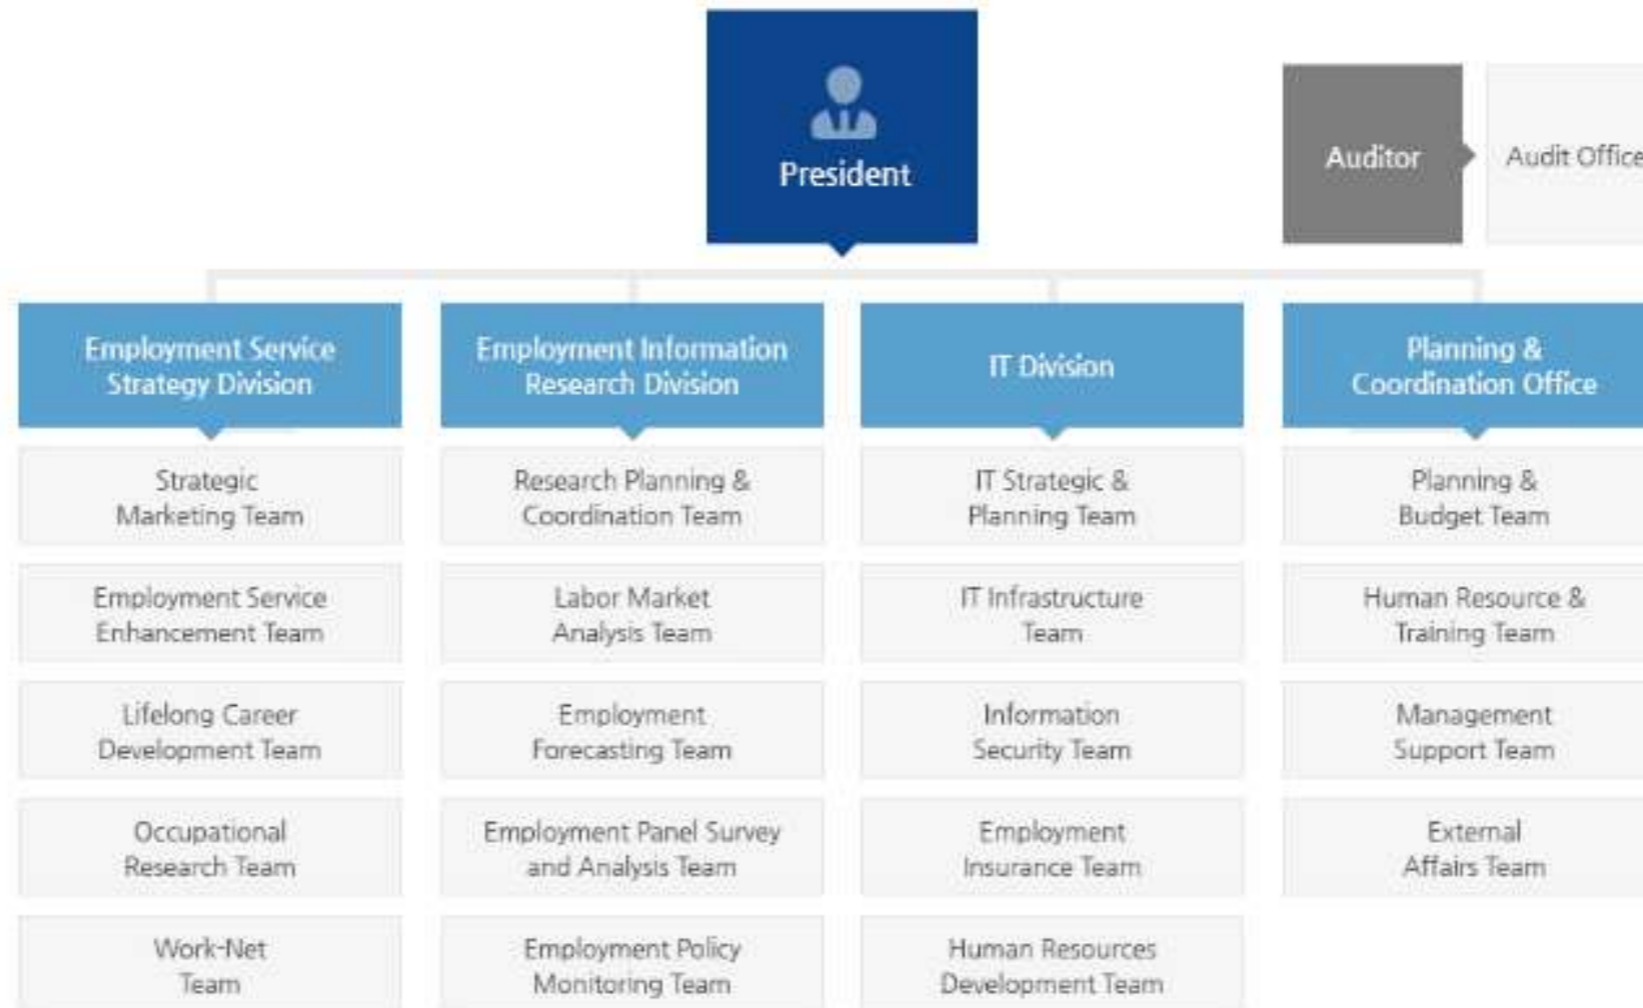 President
Auditor
Audit Office
Employment Service
Strategy Division
Employment Information
Research Division
IT Division
Planning &
Coordination Office
Strategic
Marketing Team
Research Planning &
Coordination Team
IT Strategic &
Planning Team
Planning &
Budget Team
Employment Service
Enhancement Team
Labor Market
Analysis Team
IT Infrastructure
Team
Human Resource &
Training Team
Lifelong Career
Development Team
Employment
Forecasting Team
Information
Security Team
Management
Support Team
Occupational
Research Team
Employment Panel Survey
and Analysis Team
Employment
Insurance Team
External
Affairs Team
Work-Net
Team
Employment Policy
Monitoring Team
Human Resources
Development Team